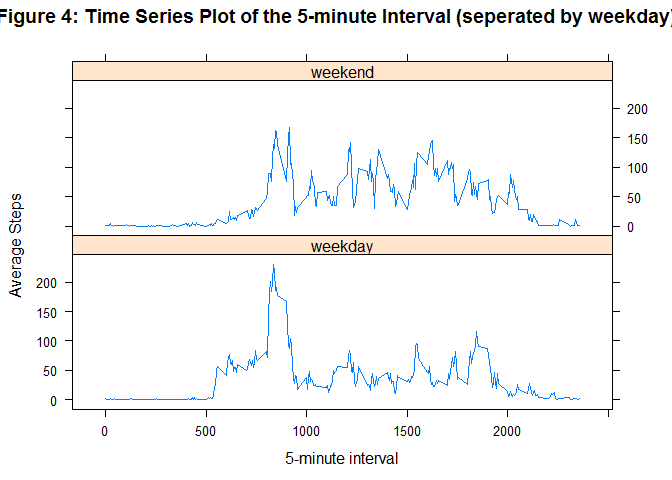 Figure 4: Time Series Plot of the 5-minute Interval (seperated by weekday)
weekend
200
150
100
50
0
weekday
200
150
100
50
0
Average Steps
0 500 1000 1500 2000
5-minute interval